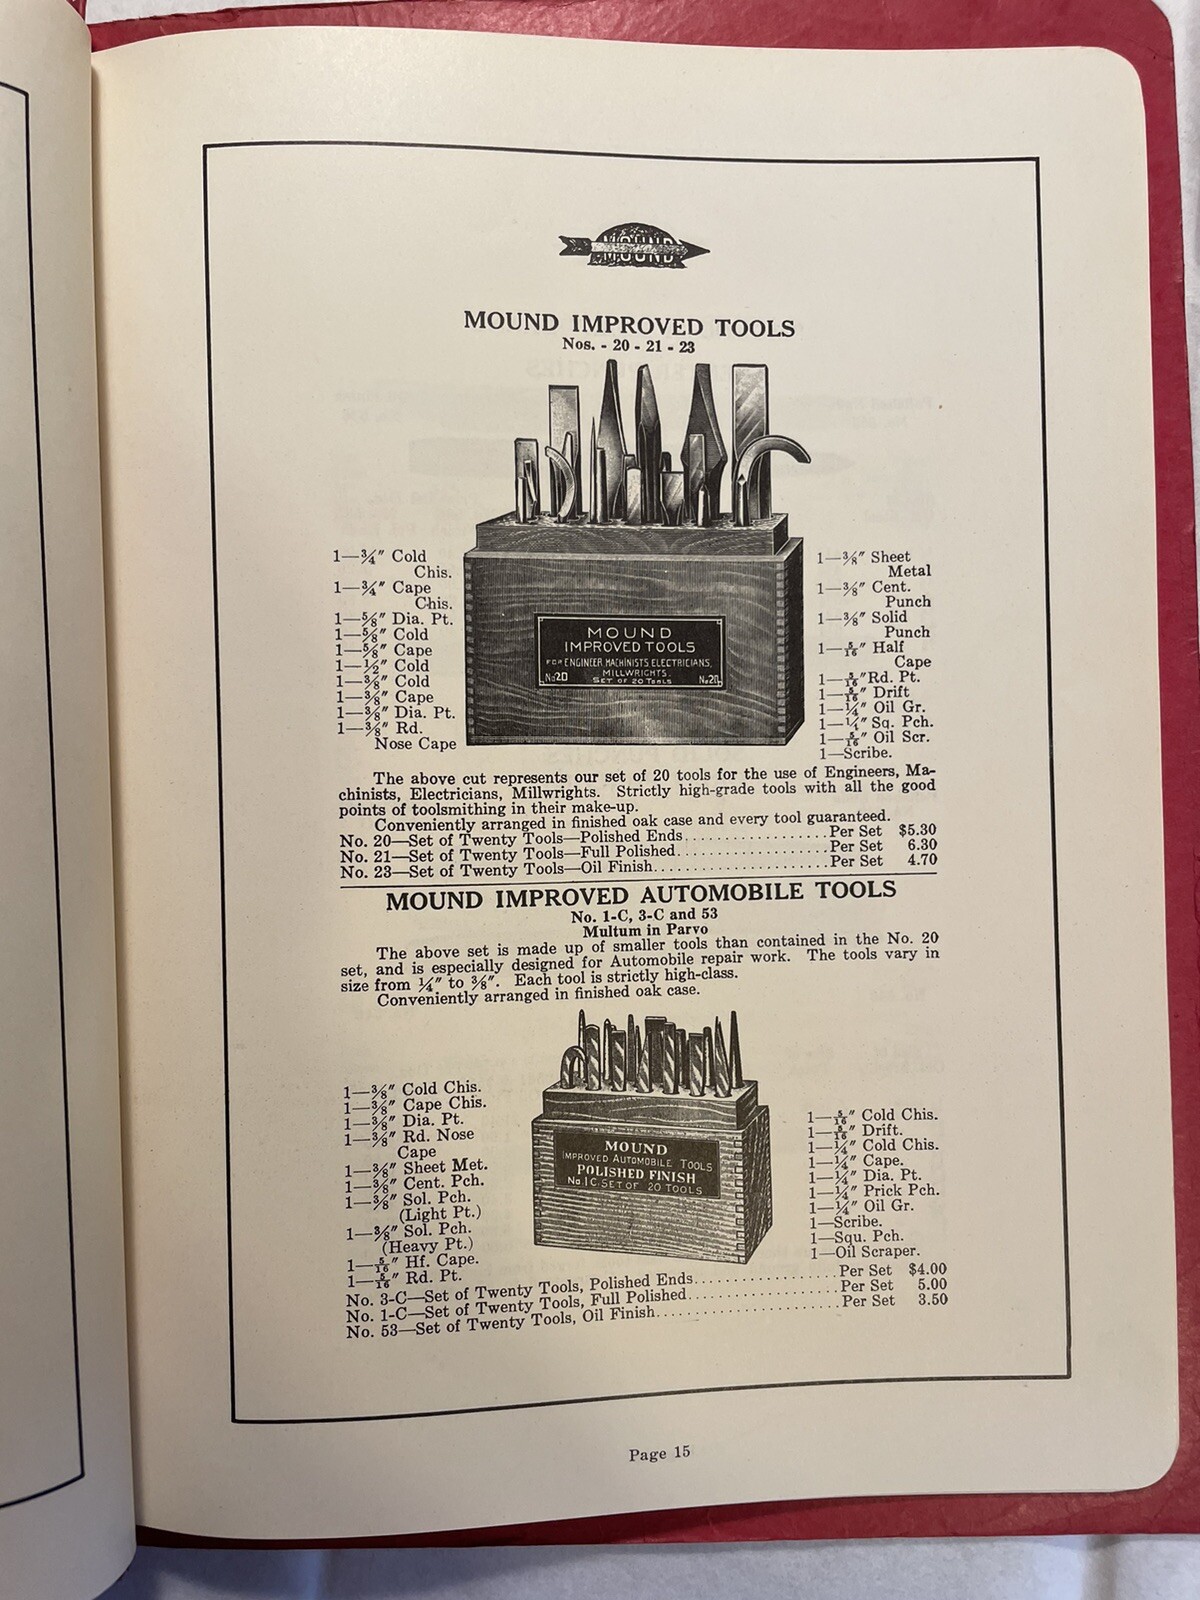 MOUND
MOUND IMPROVED TOOLS
Nos. - 20 - 21 - 23
1—¾″ Cold
Chis.
1—¾″ Cape
Chis.
1—⅝″ Dia. Pt.
1—⅝″ Cold
1—⅝″ Cape
1—½″ Cold
1—⅜″ Cold
1—⅜″ Cape
1—⅜″ Dia. Pt.
1—⅜″ Rd.
Nose Cape
MOUND
IMPROVED TOOLS
FOR ENGINEER, MACHINISTS, ELECTRICIANS,
MILLWRIGHTS.
No20 SET OF 20 TOOLS No20
1—⅜″ Sheet
Metal
1—⅜″ Cent.
Punch
1—⅜″ Solid
Punch
1—5/16″ Half
Cape
1—5/16″ Rd. Pt.
1—5/16″ Drift
1—¼″ Oil Gr.
1—¼″ Sq. Pch.
1—5/16″ Oil Scr.
1—Scribe.
The above cut represents our set of 20 tools for the use of Engineers, Ma-
chinists, Electricians, Millwrights. Strictly high-grade tools with all the good
points of toolsmithing in their make-up.
Conveniently arranged in finished oak case and every tool guaranteed.
No. 20—Set of Twenty Tools—Polished Ends..................Per Set $5.30
No. 21—Set of Twenty Tools—Full Polished..................Per Set 6.30
No. 23—Set of Twenty Tools—Oil Finish.....................Per Set 4.70
MOUND IMPROVED AUTOMOBILE TOOLS
No. 1-C, 3-C and 53
Multum in Parvo
The above set is made up of smaller tools than contained in the No. 20
set, and is especially designed for Automobile repair work. The tools vary in
size from ¼″ to ⅜″. Each tool is strictly high-class.
Conveniently arranged in finished oak case.
1—⅜″ Cold Chis.
1—⅜″ Cape Chis.
1—⅜″ Dia. Pt.
1—⅜″ Rd. Nose
Cape
1—⅜″ Sheet Met.
1—⅜″ Cent. Pch.
1—⅜″ Sol. Pch.
(Light Pt.)
1—⅜″ Sol. Pch.
(Heavy Pt.)
1—5/16″ Hf. Cape.
1—5/16″ Rd. Pt.
MOUND
IMPROVED AUTOMOBILE TOOLS
POLISHED FINISH
No 1C. SET OF 20 TOOLS
1—5/16″ Cold Chis.
1—5/16″ Drift.
1—¼″ Cold Chis.
1—¼″ Cape.
1—¼″ Dia. Pt.
1—¼″ Prick Pch.
1—¼″ Oil Gr.
1—Scribe.
1—Squ. Pch.
1—Oil Scraper.
No. 3-C—Set of Twenty Tools, Polished Ends..................Per Set $4.00
No. 1-C—Set of Twenty Tools, Full Polished...................Per Set 5.00
No. 53—Set of Twenty Tools, Oil Finish.......................Per Set 3.50
Page 15